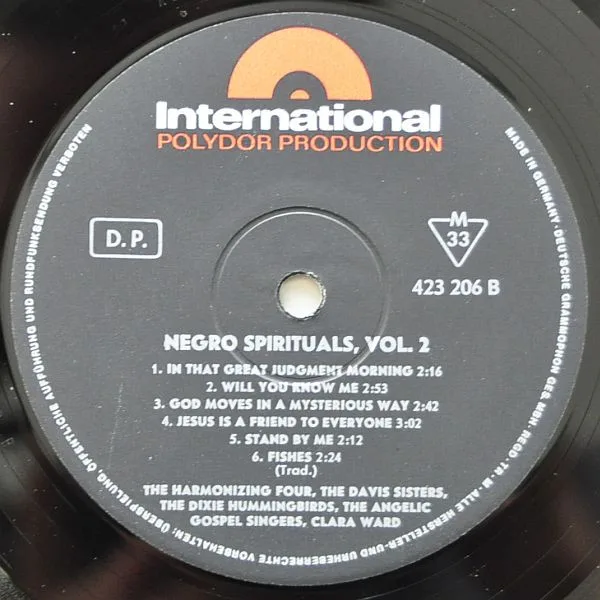 International
POLYDOR PRODUCTION
D.P.
M
33
423 206 B
NEGRO SPIRITUALS, VOL. 2
1. IN THAT GREAT JUDGMENT MORNING 2:16
2. WILL YOU KNOW ME 2:53
3. GOD MOVES IN A MYSTERIOUS WAY 2:42
4. JESUS IS A FRIEND TO EVERYONE 3:02
5. STAND BY ME 2:12
6. FISHES 2:24
(Trad.)
THE HARMONIZING FOUR, THE DAVIS SISTERS,
THE DIXIE HUMMINGBIRDS, THE ANGELIC
GOSPEL SINGERS, CLARA WARD
MADE IN GERMANY · DEUTSCHE GRAMMOPHON GES. MBH · REGD. TR. M · ALLE HERSTELLER- UND URHEBERRECHTE VORBEHALTEN; ÜBERSPIELUNG, ÖFFENTLICHE AUFFÜHRUNG UND RUNDFUNKSENDUNG VERBOTEN